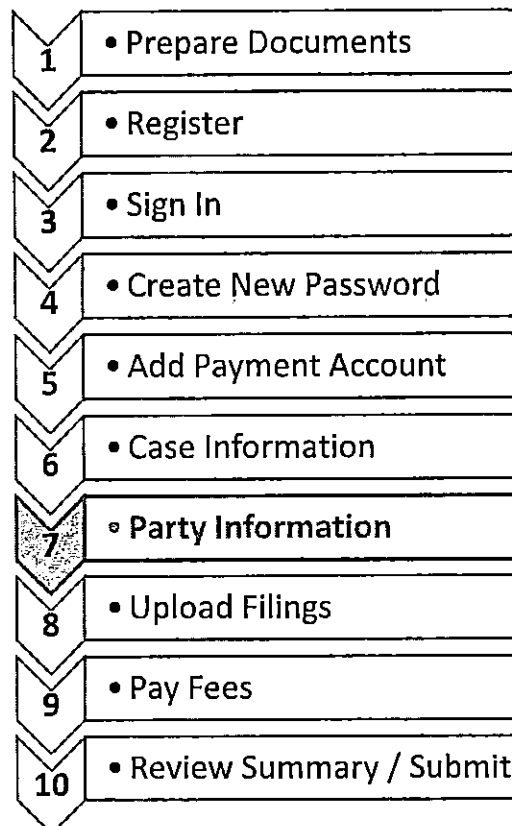 1 • Prepare Documents
2 • Register
3 • Sign In
4 • Create New Password
5 • Add Payment Account
6 • Case Information
7 • Party Information
8 • Upload Filings
9 • Pay Fees
10 • Review Summary / Submit